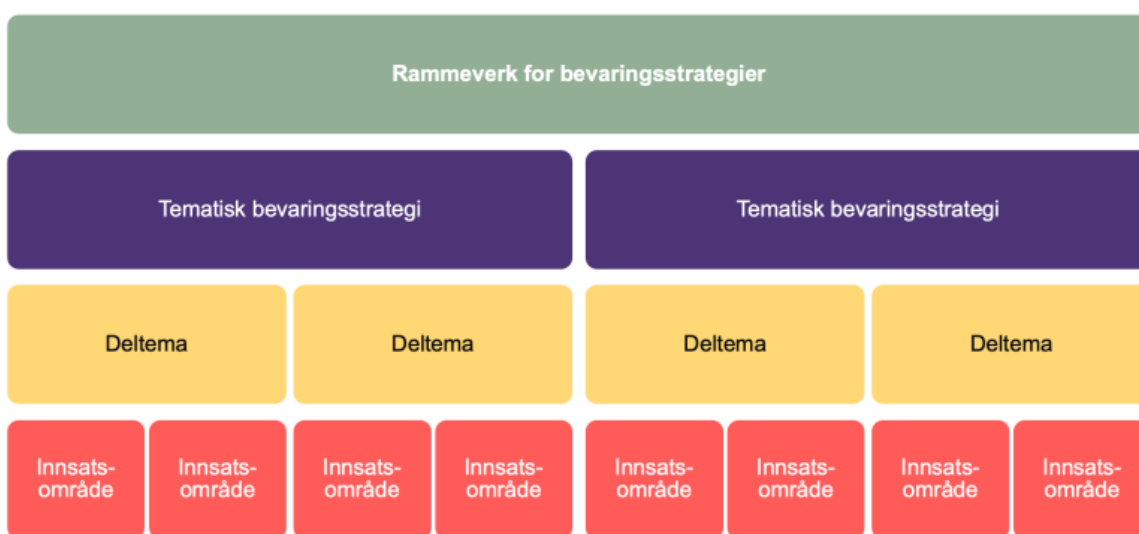 Rammeverk for bevaringsstrategier
Tematisk bevaringsstrategi
Tematisk bevaringsstrategi
Deltema
Deltema
Deltema
Deltema
Innsats-
område
Innsats-
område
Innsats-
område
Innsats-
område
Innsats-
område
Innsats-
område
Innsats-
område
Innsats-
område